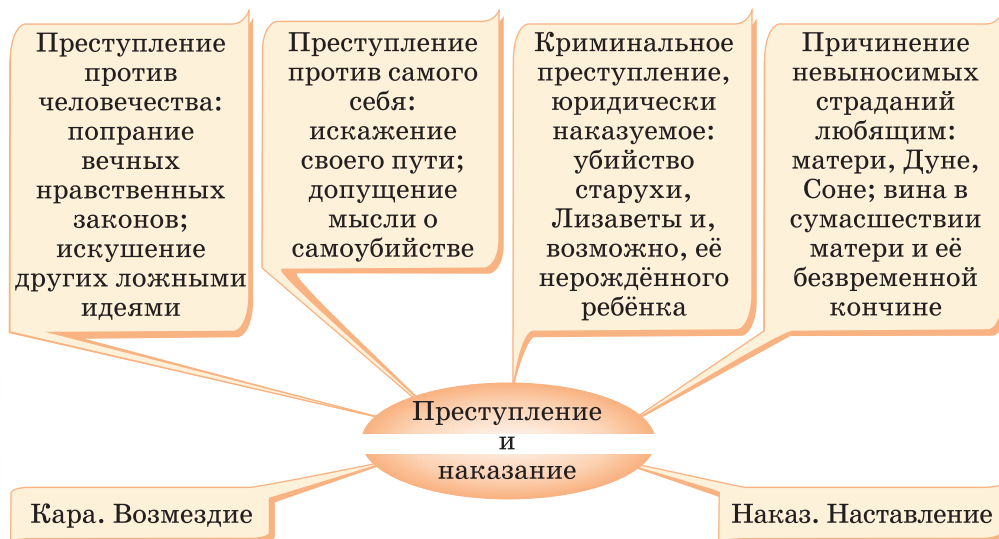 Преступление
против
человечества:
попрание
вечных
нравственных
законов;
искушение
других ложными
идеями
Преступление
против самого
себя:
искажение
своего пути;
допущение
мысли о
самоубийстве
Криминальное
преступление,
юридически
наказуемое:
убийство
старухи,
Лизаветы и,
возможно, её
нерождённого
ребёнка
Причинение
невыносимых
страданий
любящим:
матери, Дуне,
Соне; вина в
сумасшествии
матери и её
безвременной
кончине
Преступление
и
наказание
Кара. Возмездие
Наказ. Наставление